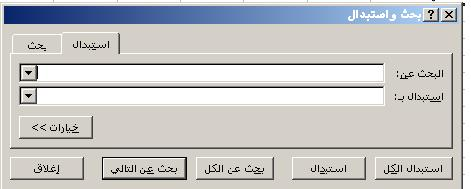 بحث واستبدال
بحث
استبدال
البحث عن:
استبدال بـ:
خيارات >>
استبدال الكل
استبدال
بحث عن الكل
بحث عن التالي
إغلاق